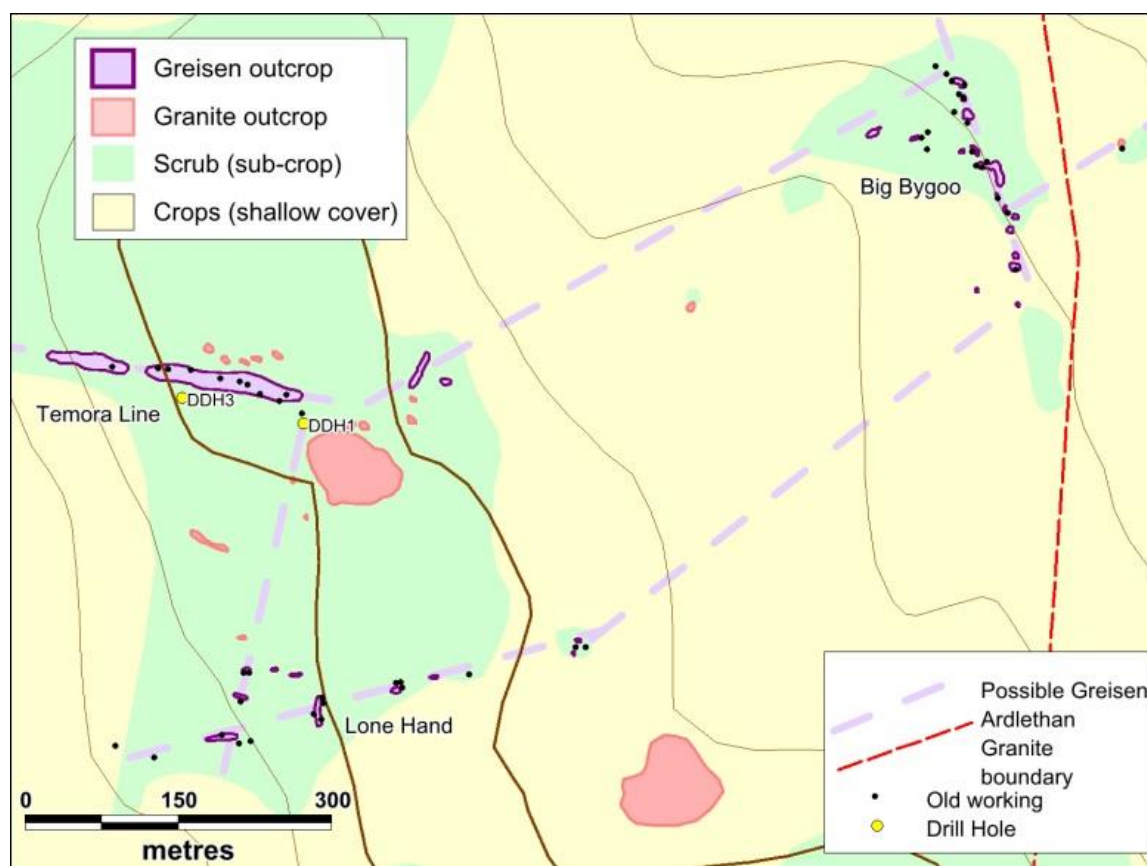 Greisen outcrop
Granite outcrop
Scrub (sub-crop)
Crops (shallow cover)
Big Bygoo
DDH3
Temora Line
DDH1
Lone Hand
Possible Greisen
Ardlethan
Granite
boundary
Old working
Drill Hole
0 150 300
metres